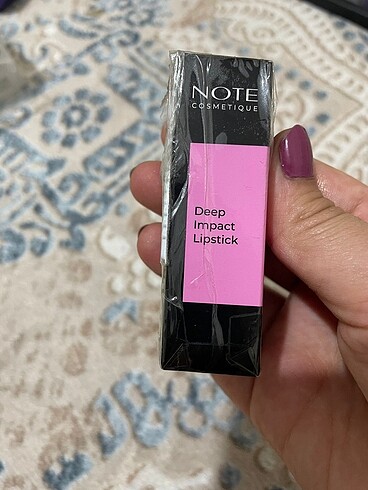 NOTE
COSMETIQUE
Deep
Impact
Lipstick